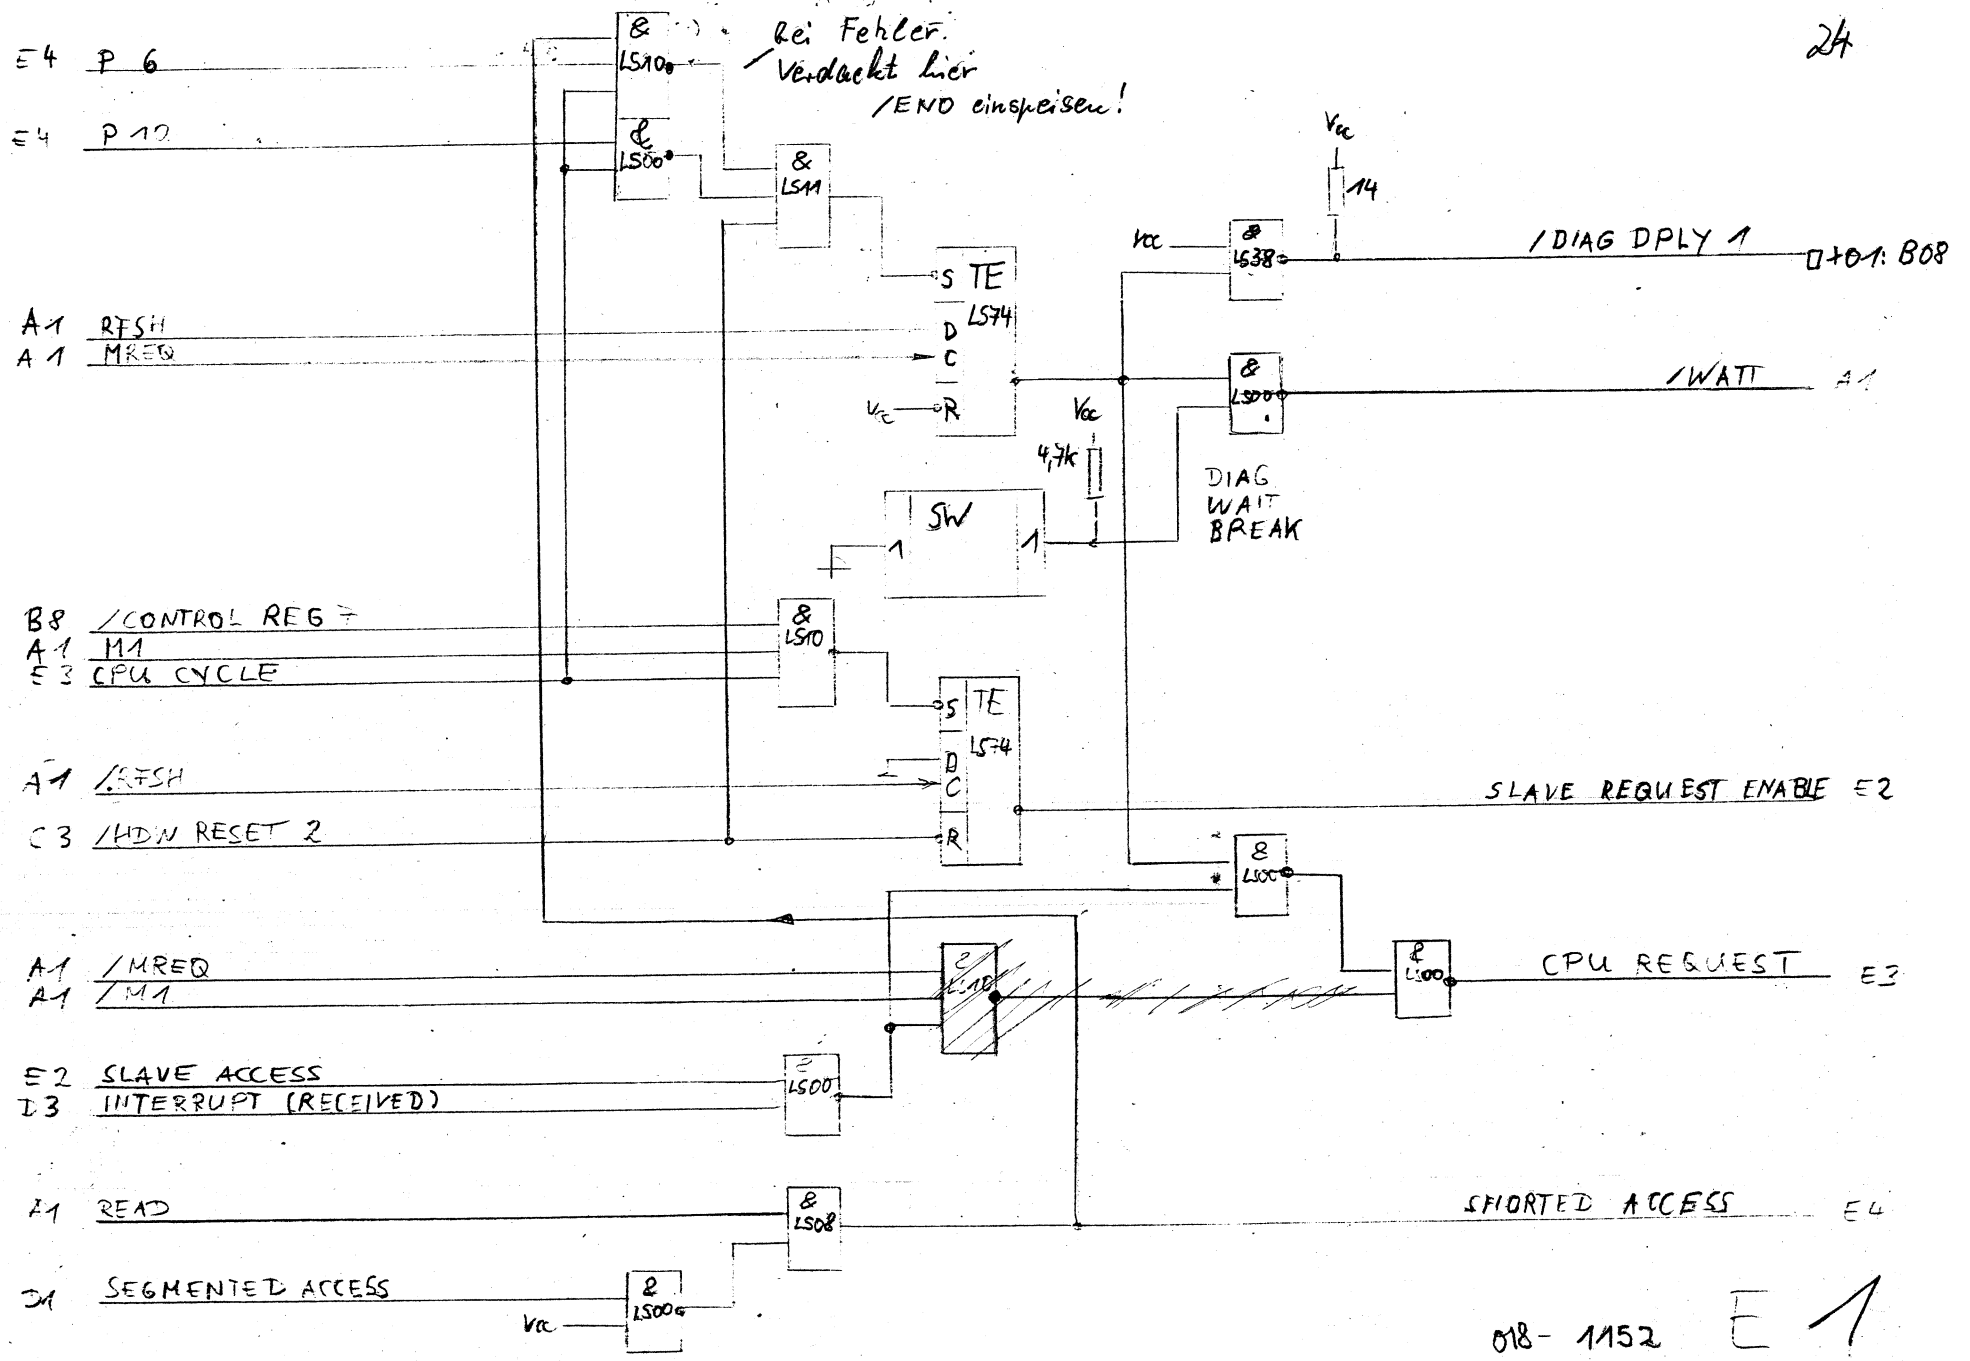 24
Bei Fehler.
Verdacht hier
/END einspeisen!
E4 P 6
&
LS10
E4 P 10
&
LS00
&
LS11
Vcc
14
Vcc
&
LS38
/DIAG DPLY 1
+01: B08
S TE
LS74
D
C
R
A1 RFSH
A1 MREQ
Vcc
&
LS00
/WAIT A1
Vcc
4,7k
DIAG
WAIT
BREAK
1 SW 1
B8 /CONTROL REG 7
A1 M1
E3 CPU CYCLE
&
LS10
S TE
LS74
D
C
R
A1 /RFSH
C3 /HDW RESET 2
SLAVE REQUEST ENABLE E2
&
LS00
A1 /MREQ
A1 /M1
LS10
&
LS00
CPU REQUEST E3
E2 SLAVE ACCESS
D3 INTERRUPT (RECEIVED)
LS00
A1 READ
&
LS08
SHORTED ACCESS E4
D1 SEGMENTED ACCESS
Vcc
&
LS00
018- 1152 E 1